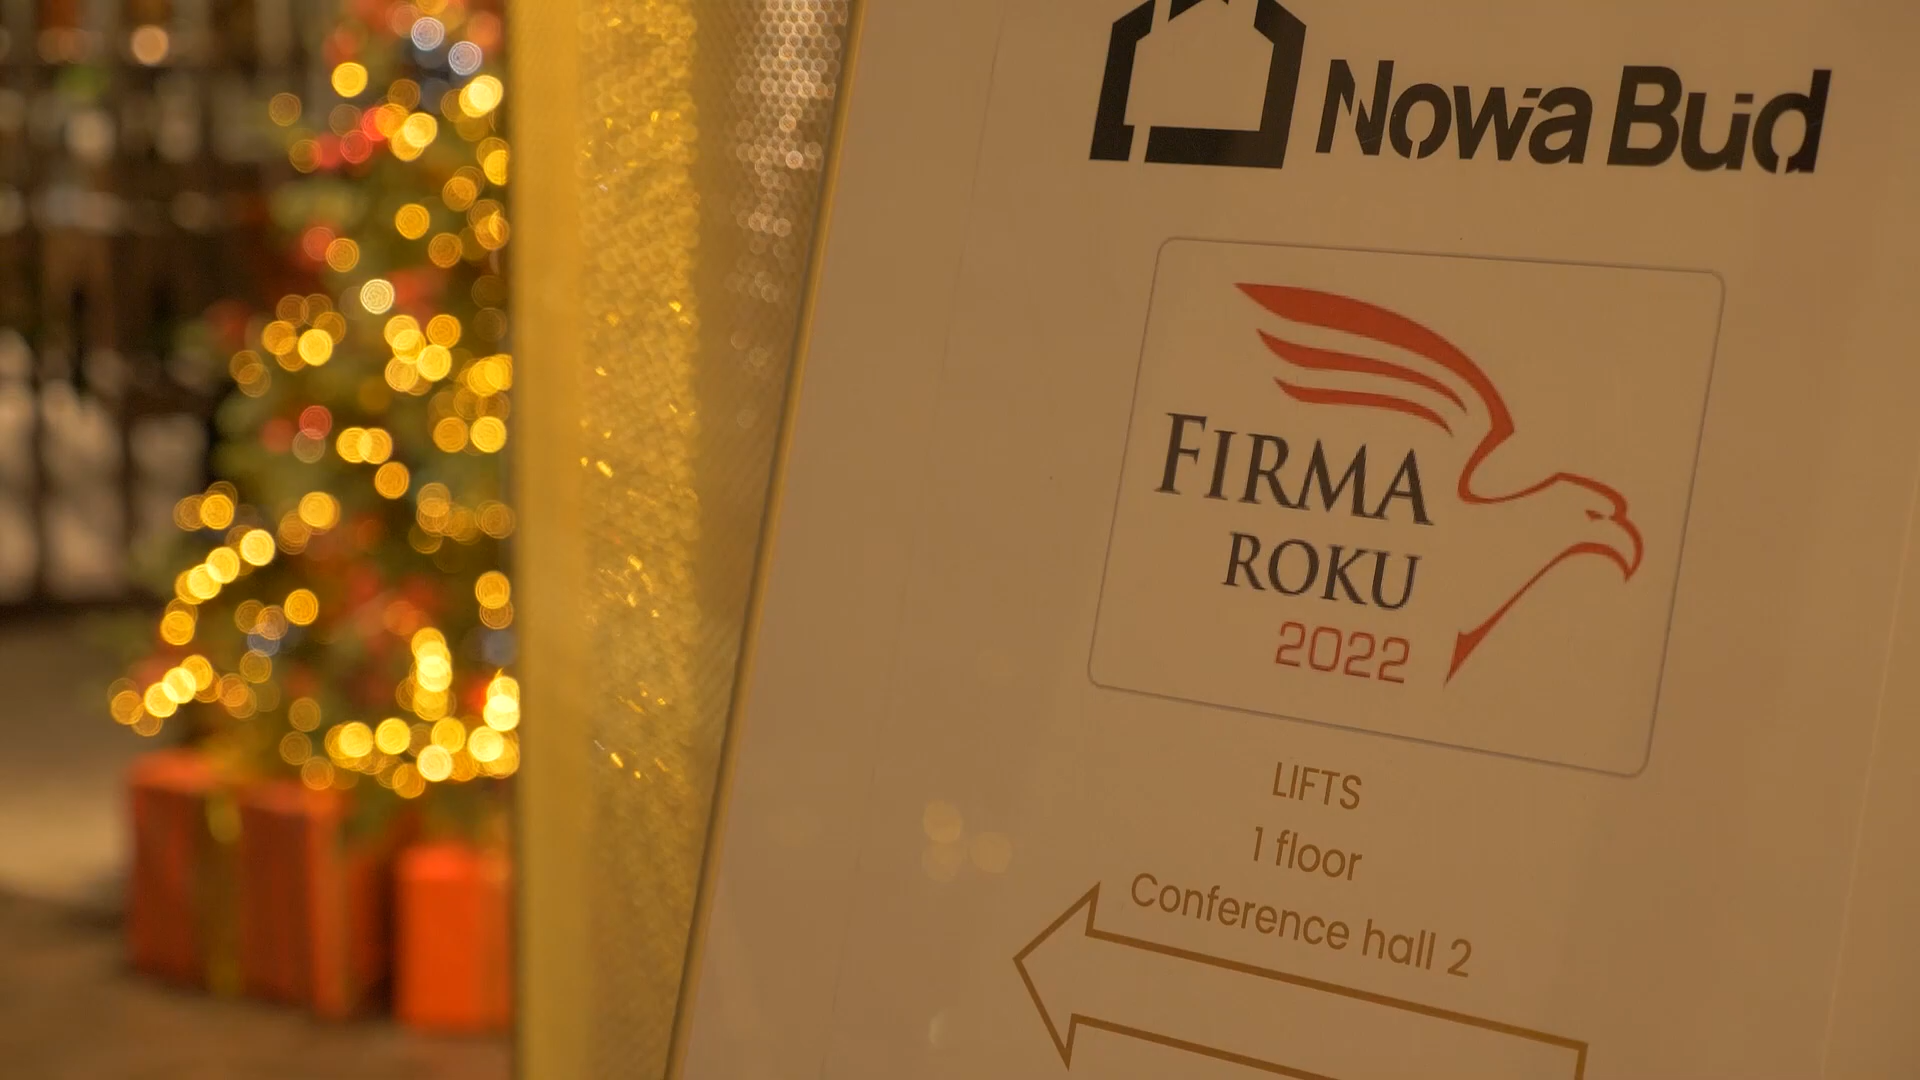 Nowa Bud
FIRMA
ROKU
2022
LIFTS
1 floor
Conference hall 2